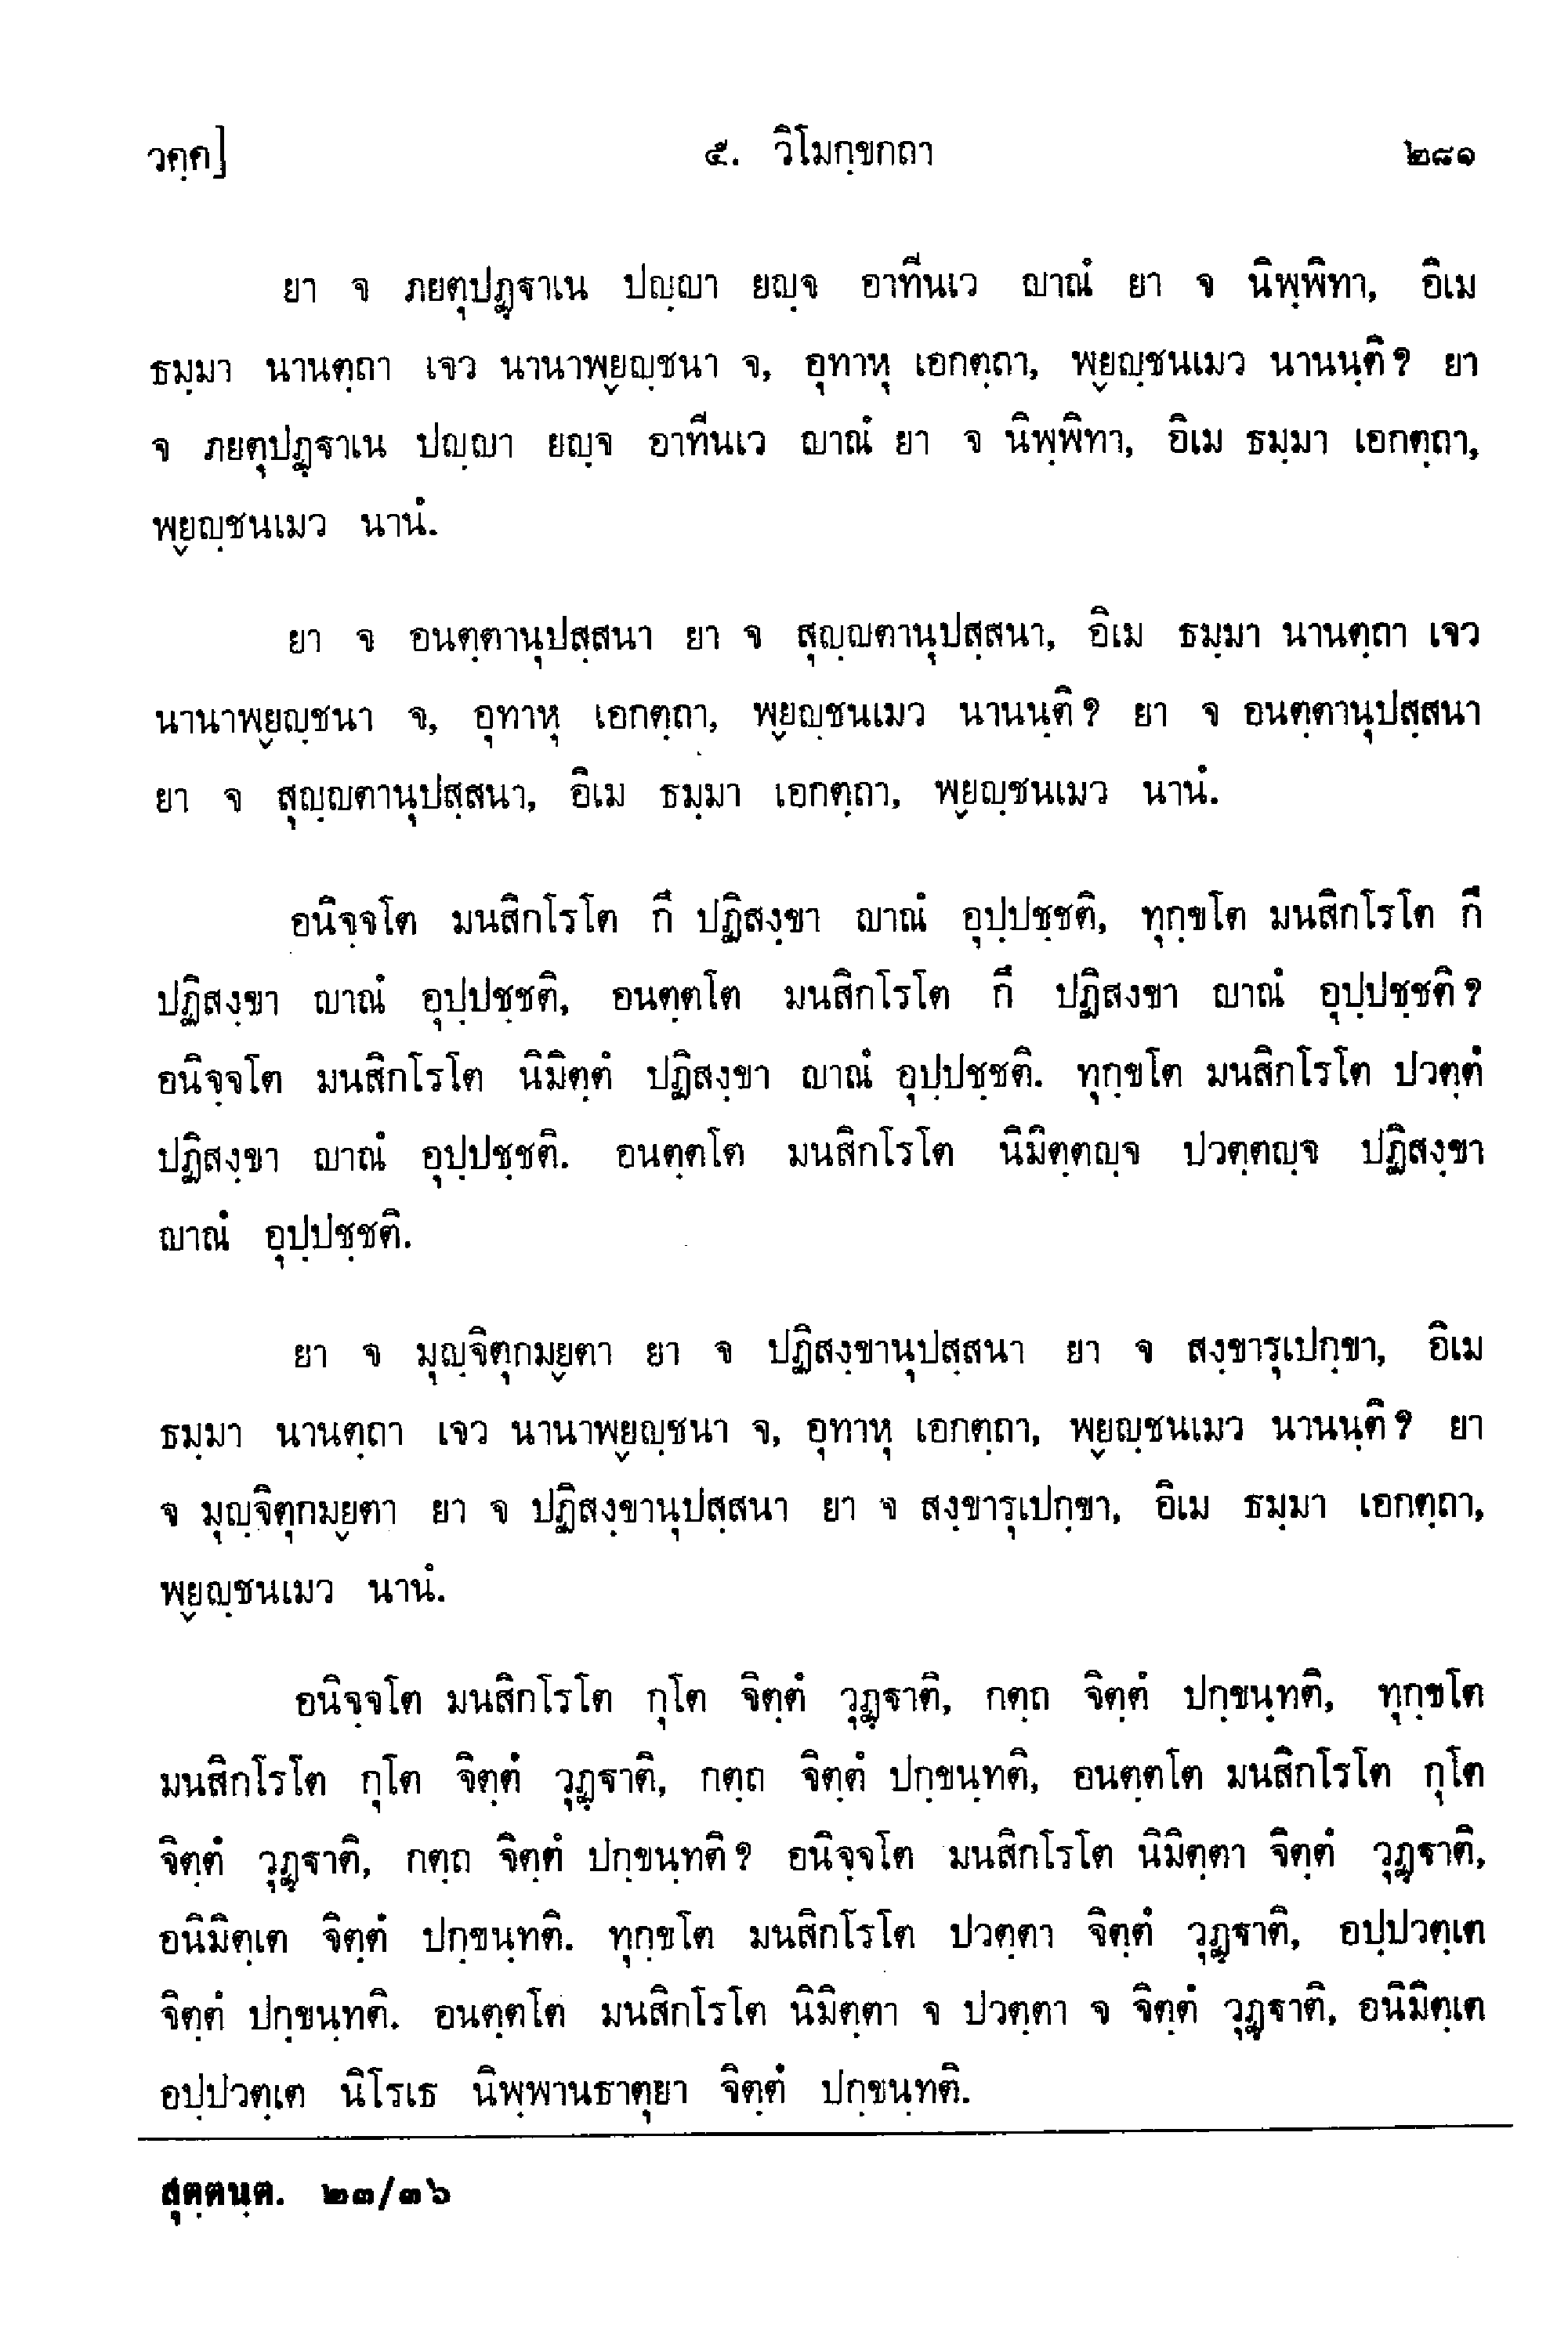 วคฺค]
๕. วิโมกฺขกถา
๒๘๑
ยา จ ภยตุปฏฺฐาเน ปญฺญา ยญฺจ อาทีนเว ญาณํ ยา จ นิพฺพิทา, อิเม
ธมฺมา นานตฺถา เจว นานาพฺยญฺชนา จ, อุทาหุ เอกตฺถา, พฺยญฺชนเมว นานนฺติ? ยา
จ ภยตุปฏฺฐาเน ปญฺญา ยญฺจ อาทีนเว ญาณํ ยา จ นิพฺพิทา, อิเม ธมฺมา เอกตฺถา,
พฺยญฺชนเมว นานํ.
ยา จ อนตฺตานุปสฺสนา ยา จ สุญฺญตานุปสฺสนา, อิเม ธมฺมา นานตฺถา เจว
นานาพฺยญฺชนา จ, อุทาหุ เอกตฺถา, พฺยญฺชนเมว นานนฺติ? ยา จ อนตฺตานุปสฺสนา
ยา จ สุญฺญตานุปสฺสนา, อิเม ธมฺมา เอกตฺถา, พฺยญฺชนเมว นานํ.
อนิจฺจโต มนสิกโรโต กึ ปฏิสงฺขา ญาณํ อุปฺปชฺชติ, ทุกฺขโต มนสิกโรโต กึ
ปฏิสงฺขา ญาณํ อุปฺปชฺชติ, อนตฺตโต มนสิกโรโต กึ ปฏิสงขา ญาณํ อุปฺปชฺชติ?
อนิจฺจโต มนสิกโรโต นิมิตฺตํ ปฏิสงฺขา ญาณํ อุปฺปชฺชติ. ทุกฺขโต มนสิกโรโต ปวตฺตํ
ปฏิสงฺขา ญาณํ อุปฺปชฺชติ. อนตฺตโต มนสิกโรโต นิมิตฺตญฺจ ปวตฺตญฺจ ปฏิสงฺขา
ญาณํ อุปฺปชฺชติ.
ยา จ มุญฺจิตุกมฺยตา ยา จ ปฏิสงฺขานุปสฺสนา ยา จ สงฺขารุเปกฺขา, อิเม
ธมฺมา นานตฺถา เจว นานาพฺยญฺชนา จ, อุทาหุ เอกตฺถา, พฺยญฺชนเมว นานนฺติ? ยา
จ มุญฺจิตุกมฺยตา ยา จ ปฏิสงฺขานุปสฺสนา ยา จ สงฺขารุเปกฺขา, อิเม ธมฺมา เอกตฺถา,
พฺยญฺชนเมว นานํ.
อนิจฺจโต มนสิกโรโต กุโต จิตฺตํ วุฏฺฐาติ, กตฺถ จิตฺตํ ปกฺขนฺทติ, ทุกฺขโต
มนสิกโรโต กุโต จิตฺตํ วุฏฺฐาติ, กตฺถ จิตฺตํ ปกฺขนฺทติ, อนตฺตโต มนสิกโรโต กุโต
จิตฺตํ วุฏฺฐาติ, กตฺถ จิตฺตํ ปกฺขนฺทติ? อนิจฺจโต มนสิกโรโต นิมิตฺตา จิตฺตํ วุฏฺฐาติ,
อนิมิตฺเต จิตฺตํ ปกฺขนฺทติ. ทุกฺขโต มนสิกโรโต ปวตฺตา จิตฺตํ วุฏฺฐาติ, อปฺปวตฺเต
จิตฺตํ ปกฺขนฺทติ. อนตฺตโต มนสิกโรโต นิมิตฺตา จ ปวตฺตา จ จิตฺตํ วุฏฺฐาติ, อนิมิตฺเต
อปฺปวตฺเต นิโรเธ นิพฺพานธาตุยา จิตฺตํ ปกฺขนฺทติ.
สุตฺตนฺต. ๒๓/๓๖